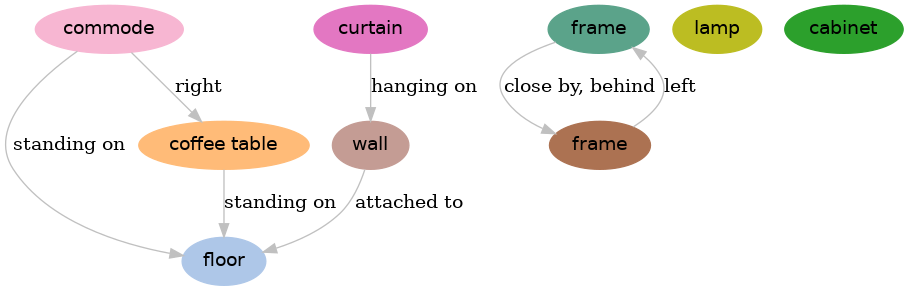 commode
curtain
frame
lamp
cabinet
right
hanging on
close by, behind
left
standing on
coffee table
wall
frame
standing on
attached to
floor